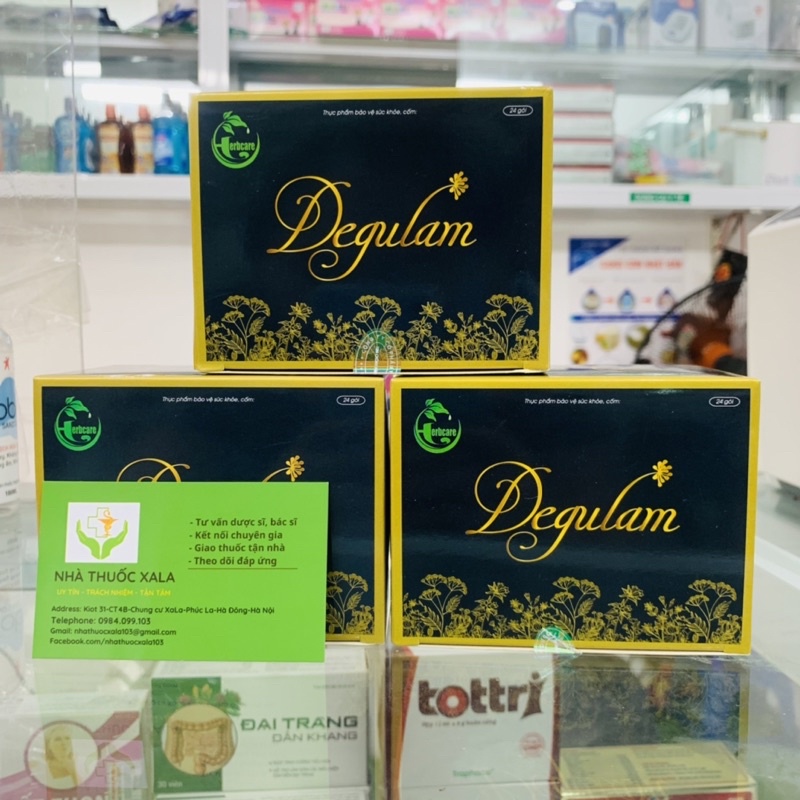 Thực phẩm bảo vệ sức khỏe, cốm:
24 gói
Herbcare
Degulam
Thực phẩm bảo vệ sức khỏe, cốm:
24 gói
Herbcare
Thực phẩm bảo vệ sức khỏe, cốm:
24 gói
Herbcare
Degulam
- Tư vấn dược sĩ, bác sĩ
- Kết nối chuyên gia
- Giao thuốc tận nhà
- Theo dõi đáp ứng
NHÀ THUỐC XALA
UY TÍN - TRÁCH NHIỆM - TẬN TÂM
Address: Kiot 31-CT4B-Chung cư XaLa-Phúc La-Hà Đông-Hà Nội
Telephone: 0984.099.103
Gmail: nhathuocxala103@gmail.com
Facebook.com/nhathuocxala103
ĐẠI TRÀNG
DÂN KHANG
30 viên
tottri